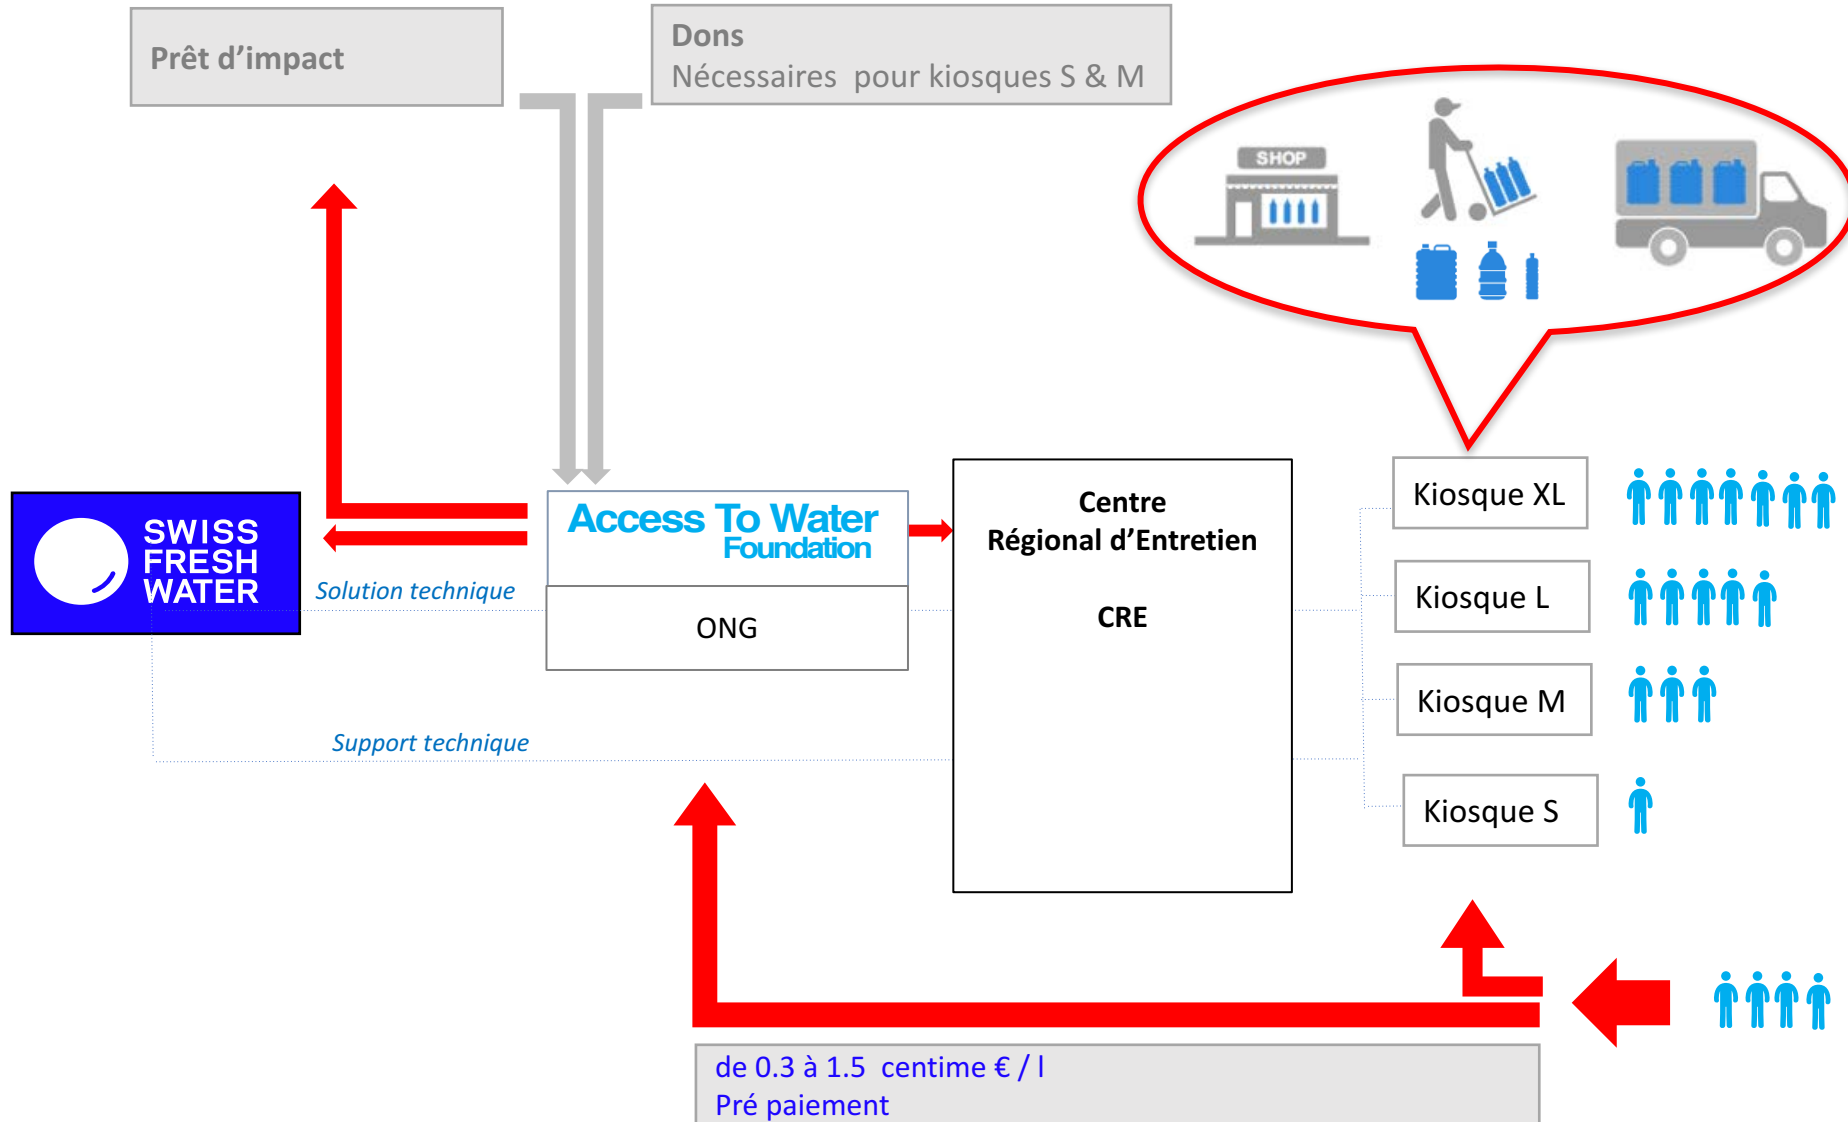 Prêt d’impact
Dons
Nécessaires pour kiosques S & M
SHOP
SWISS
FRESH
WATER
Solution technique
Support technique
Access To Water
Foundation
ONG
Centre
Régional d’Entretien
CRE
Kiosque XL
Kiosque L
Kiosque M
Kiosque S
de 0.3 à 1.5 centime € / l
Pré paiement